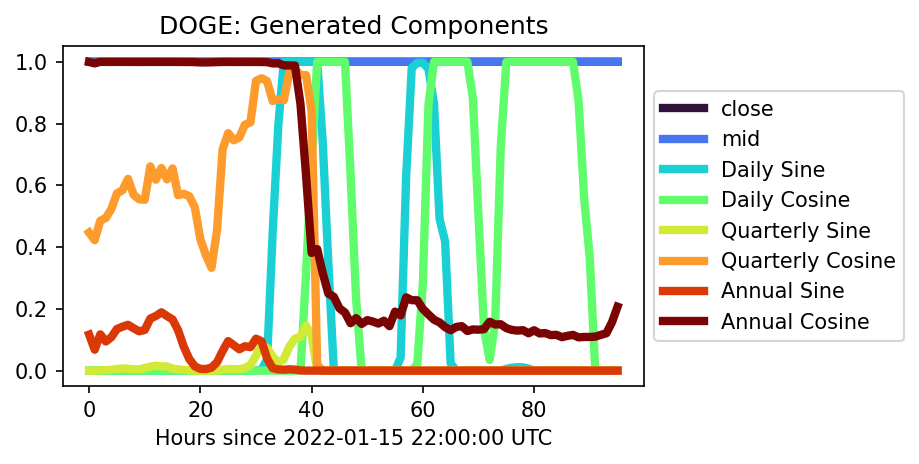 DOGE: Generated Components
1.0
0.8
0.6
0.4
0.2
0.0
0
20
40
60
80
Hours since 2022-01-15 22:00:00 UTC
close
mid
Daily Sine
Daily Cosine
Quarterly Sine
Quarterly Cosine
Annual Sine
Annual Cosine